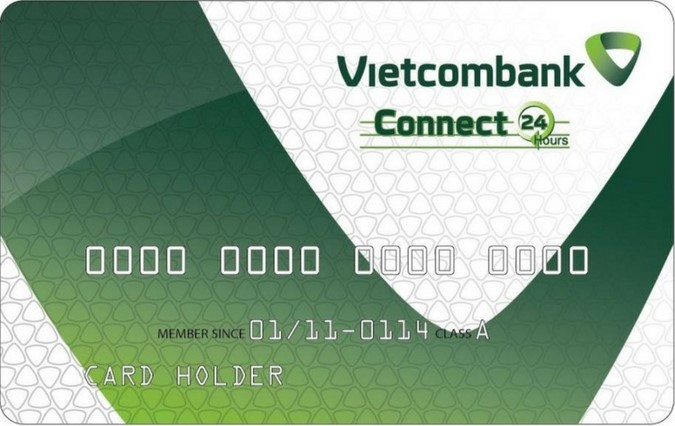 Vietcombank
Connect 24
Hours
0000 0000 0000 0000
MEMBER SINCE 01/11-0114 CLASS A
CARD HOLDER